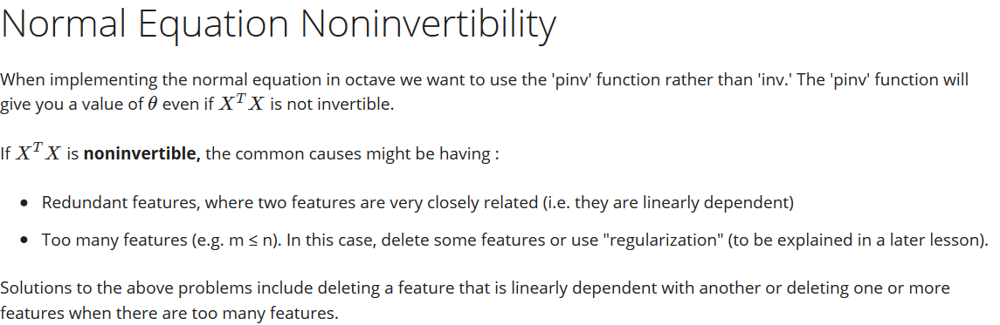 Normal Equation Noninvertibility
When implementing the normal equation in octave we want to use the 'pinv' function rather than 'inv.' The 'pinv' function will
give you a value of θ even if X^T X is not invertible.
If X^T X is noninvertible, the common causes might be having :
• Redundant features, where two features are very closely related (i.e. they are linearly dependent)
• Too many features (e.g. m ≤ n). In this case, delete some features or use "regularization" (to be explained in a later lesson).
Solutions to the above problems include deleting a feature that is linearly dependent with another or deleting one or more
features when there are too many features.